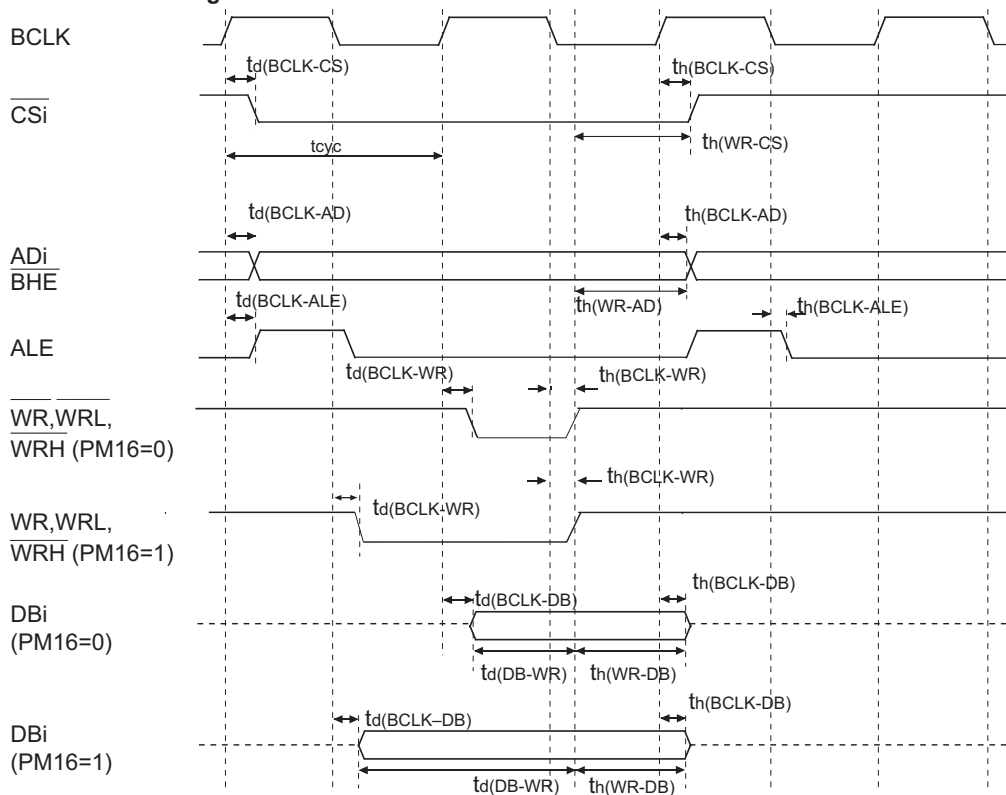 BCLK
td(BCLK-CS)
th(BCLK-CS)
CSi
tcyc
th(WR-CS)
td(BCLK-AD)
th(BCLK-AD)
ADi
BHE
td(BCLK-ALE)
th(WR-AD)
th(BCLK-ALE)
ALE
td(BCLK-WR)
th(BCLK-WR)
WR,WRL,
WRH (PM16=0)
th(BCLK-WR)
td(BCLK-WR)
WR,WRL,
WRH (PM16=1)
th(BCLK-DB)
td(BCLK-DB)
DBi
(PM16=0)
td(DB-WR)
th(WR-DB)
th(BCLK-DB)
td(BCLK–DB)
DBi
(PM16=1)
td(DB-WR)
th(WR-DB)